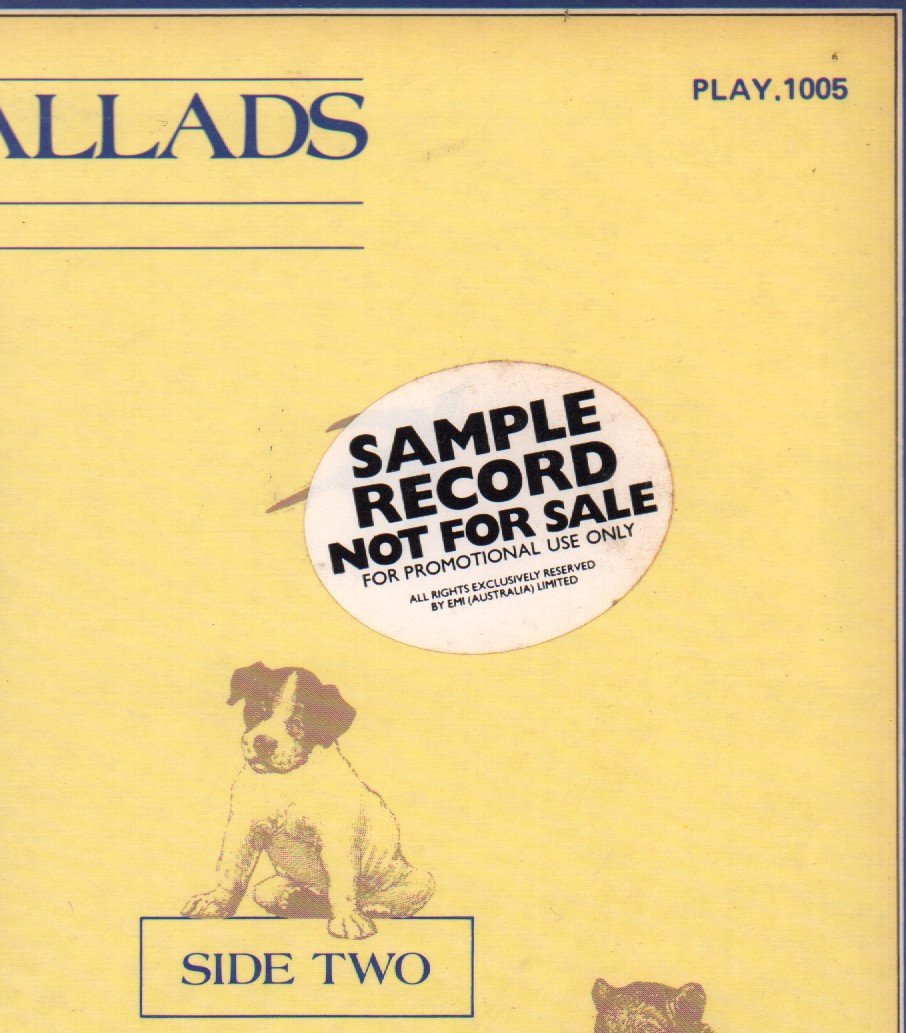 ALLADS
PLAY.1005
SAMPLE
RECORD
NOT FOR SALE
FOR PROMOTIONAL USE ONLY
ALL RIGHTS EXCLUSIVELY RESERVED
BY EMI (AUSTRALIA) LIMITED
SIDE TWO